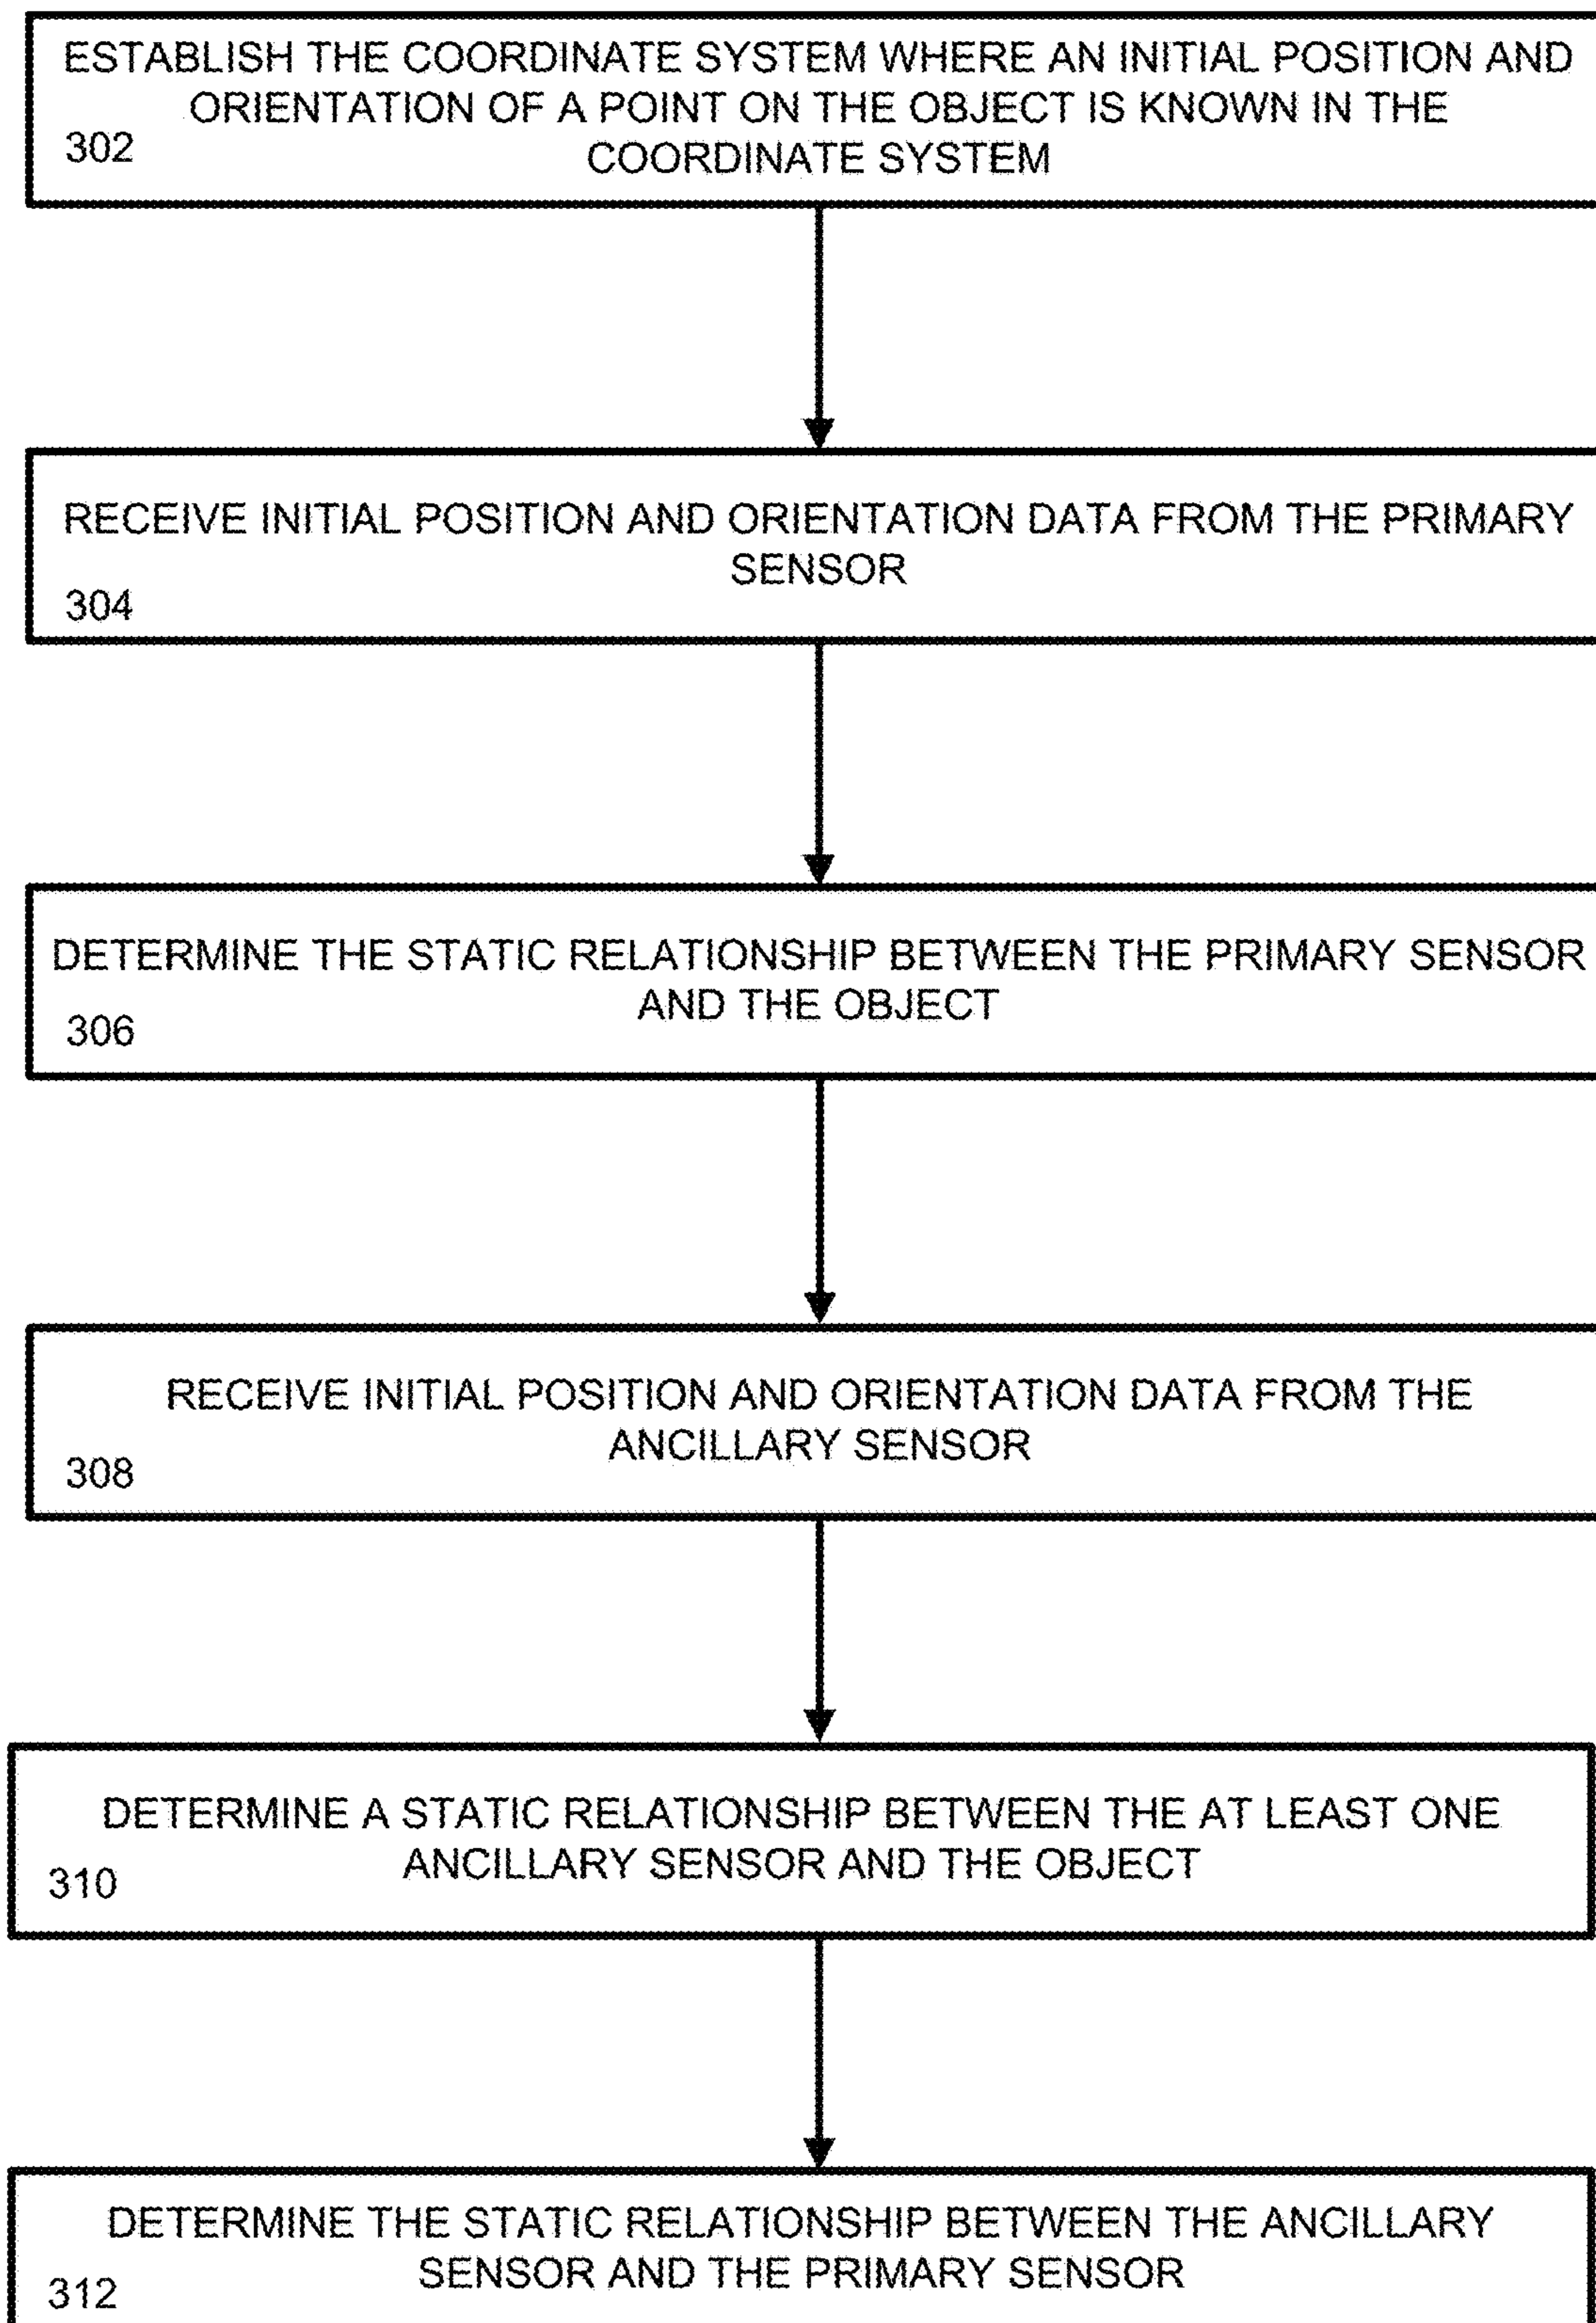 ESTABLISH THE COORDINATE SYSTEM WHERE AN INITIAL POSITION AND
ORIENTATION OF A POINT ON THE OBJECT IS KNOWN IN THE
COORDINATE SYSTEM
302
RECEIVE INITIAL POSITION AND ORIENTATION DATA FROM THE PRIMARY
SENSOR
304
DETERMINE THE STATIC RELATIONSHIP BETWEEN THE PRIMARY SENSOR
AND THE OBJECT
306
RECEIVE INITIAL POSITION AND ORIENTATION DATA FROM THE
ANCILLARY SENSOR
308
DETERMINE A STATIC RELATIONSHIP BETWEEN THE AT LEAST ONE
ANCILLARY SENSOR AND THE OBJECT
310
DETERMINE THE STATIC RELATIONSHIP BETWEEN THE ANCILLARY
SENSOR AND THE PRIMARY SENSOR
312